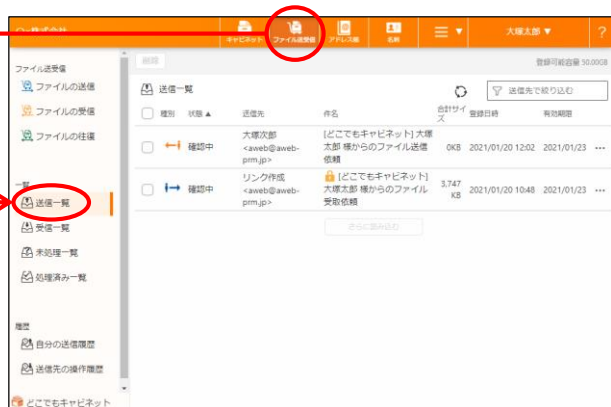 キャビネット
ファイル送受信
アドレス帳
名刺
大塚太郎 ▼
?
削除
登録可能容量 50.00GB
ファイル送受信
ファイルの送信
ファイルの受信
ファイルの往復
一覧
送信一覧
受信一覧
未処理一覧
処理済み一覧
履歴
自分の送信履歴
送信先の操作履歴
どこでもキャビネット
送信一覧
送信先で絞り込む
種別 状態▲ 送信先 件名 合計サイズ 登録日時 有効期限
確認中
大塚次郎
<aweb@aweb-
prm.jp>
[どこでもキャビネット] 大塚
太郎 様からのファイル送信
依頼
0KB 2021/01/20 12:02 2021/01/23 ...
確認中
リンク作成
<aweb@aweb-
prm.jp>
[どこでもキャビネット]
大塚太郎 様からのファイル
受取依頼
3,747
KB
2021/01/20 10:48 2021/01/23 ...
さらに読み込む